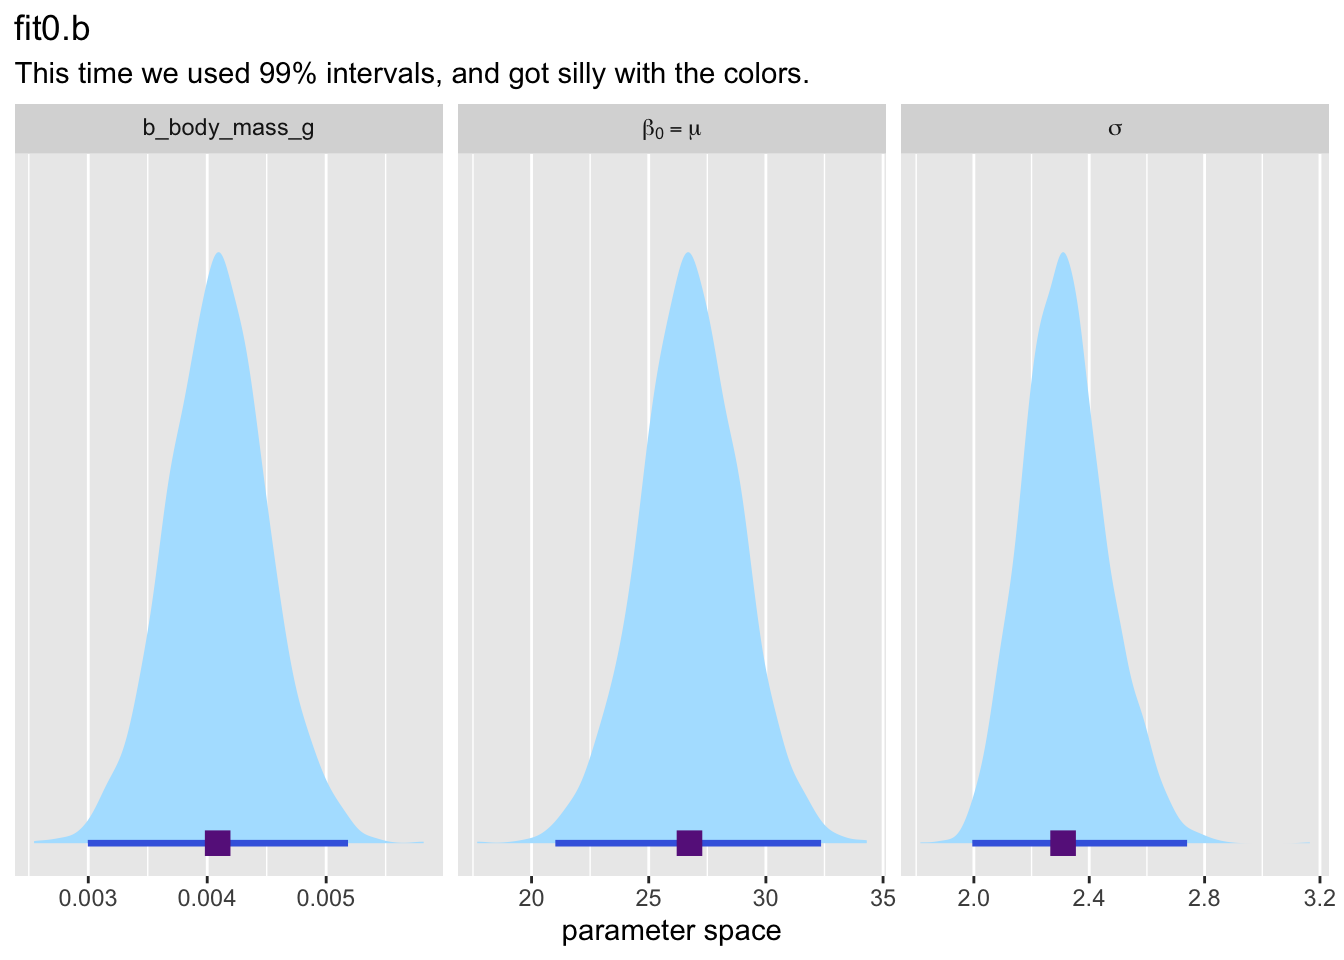 fit0.b
This time we used 99% intervals, and got silly with the colors.
b_body_mass_g
β₀ = μ
σ
0.003 0.004 0.005
20 25 30 35
2.0 2.4 2.8 3.2
parameter space